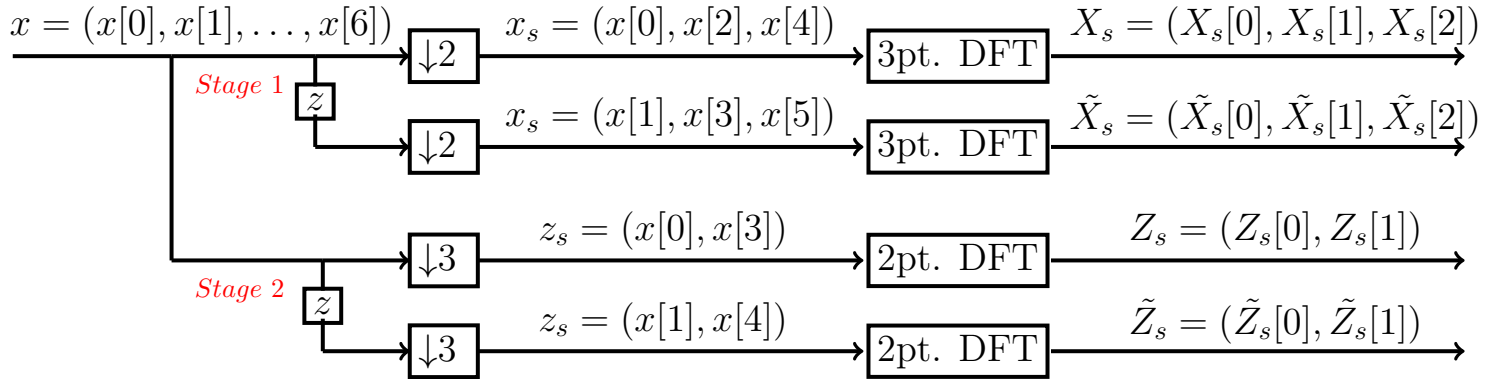 x = (x[0], x[1], . . . , x[6])
↓2
x_s = (x[0], x[2], x[4])
3pt. DFT
X_s = (X_s[0], X_s[1], X_s[2])
Stage 1
z
↓2
x_s = (x[1], x[3], x[5])
3pt. DFT
X̃_s = (X̃_s[0], X̃_s[1], X̃_s[2])
↓3
z_s = (x[0], x[3])
2pt. DFT
Z_s = (Z_s[0], Z_s[1])
Stage 2
z
↓3
z_s = (x[1], x[4])
2pt. DFT
Z̃_s = (Z̃_s[0], Z̃_s[1])